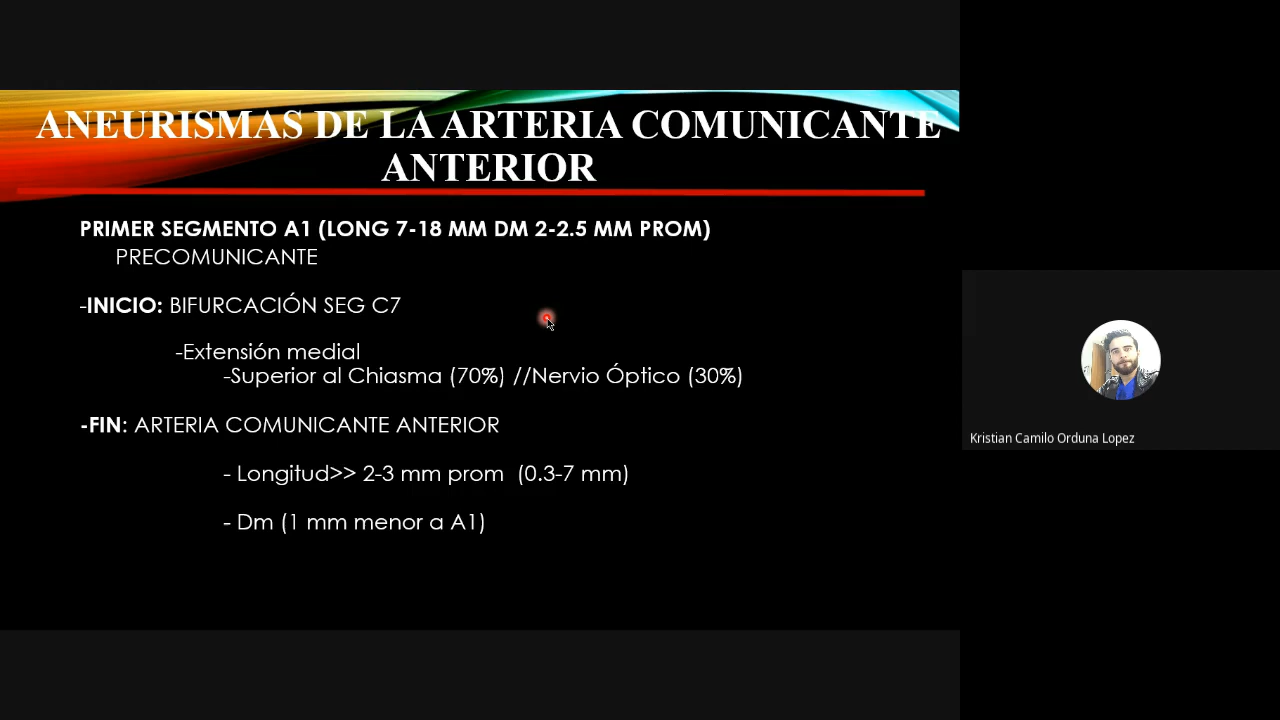 ANEURISMAS DE LA ARTERIA COMUNICANTE
ANTERIOR
PRIMER SEGMENTO A1 (LONG 7-18 MM DM 2-2.5 MM PROM)
PRECOMUNICANTE
-INICIO: BIFURCACIÓN SEG C7
-Extensión medial
-Superior al Chiasma (70%) //Nervio Óptico (30%)
-FIN: ARTERIA COMUNICANTE ANTERIOR
- Longitud>> 2-3 mm prom (0.3-7 mm)
- Dm (1 mm menor a A1)
Kristian Camilo Orduna Lopez